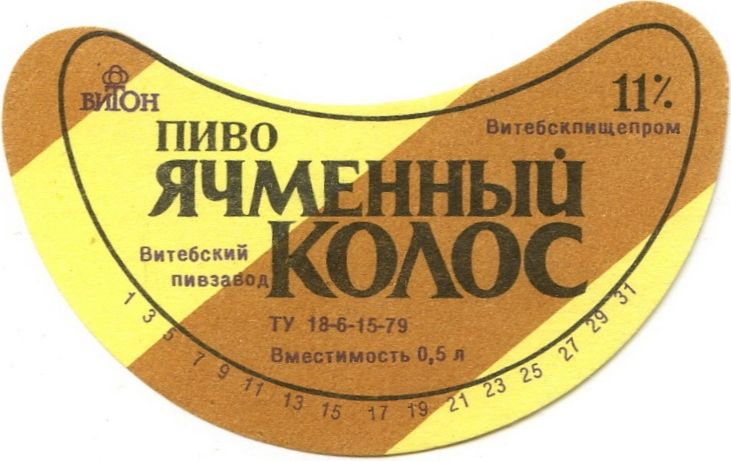 ВИТОН
11%
Витебскпищепром
ПИВО
ЯЧМЕННЫЙ
КОЛОС
Витебский
пивзавод
ТУ 18-6-15-79
Вместимость 0,5 л
1 3 5 7 9 11 13 15 17 19 21 23 25 27 29 31